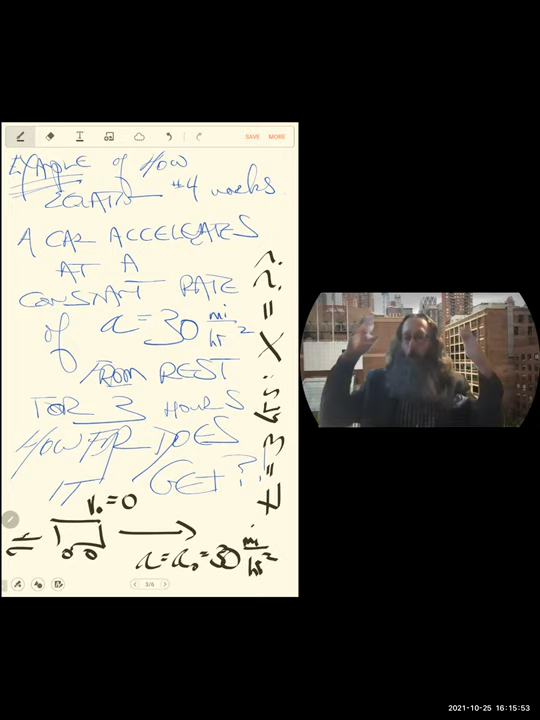 SAVE MORE
EXAMPLE of HOW
EQUATION #4 works
A CAR ACCELERATES
AT A
CONSTANT RATE
of a = 30 mi/hr²
FROM REST
FOR 3 HOURS
HOW FAR DOES
IT GET?
t = 3 hrs: X = ??
V₀ = 0
a = a₀ = 30 mi/hr²
3/6
2021-10-25 16:15:53